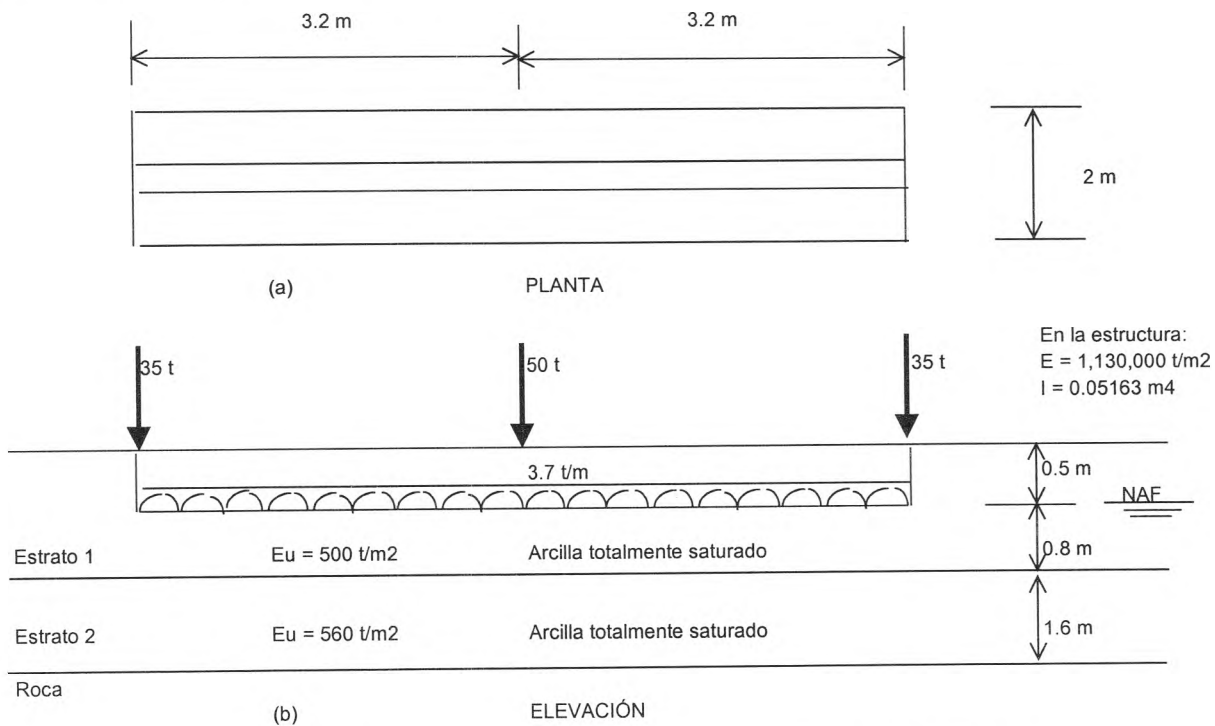 3.2 m
3.2 m
2 m
(a)
PLANTA
En la estructura:
E = 1,130,000 t/m2
I = 0.05163 m4
35 t
50 t
35 t
3.7 t/m
0.5 m
NAF
Estrato 1
Eu = 500 t/m2
Arcilla totalmente saturado
0.8 m
Estrato 2
Eu = 560 t/m2
Arcilla totalmente saturado
1.6 m
Roca
(b)
ELEVACIÓN